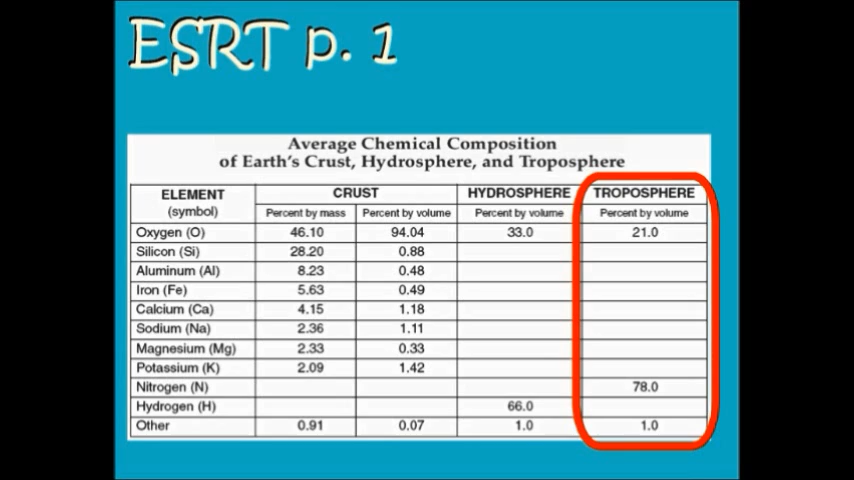 ESRT p. 1
Average Chemical Composition
of Earth's Crust, Hydrosphere, and Troposphere
ELEMENT (symbol) CRUST HYDROSPHERE TROPOSPHERE
Percent by mass Percent by volume Percent by volume Percent by volume
Oxygen (O) 46.10 94.04 33.0 21.0
Silicon (Si) 28.20 0.88
Aluminum (Al) 8.23 0.48
Iron (Fe) 5.63 0.49
Calcium (Ca) 4.15 1.18
Sodium (Na) 2.36 1.11
Magnesium (Mg) 2.33 0.33
Potassium (K) 2.09 1.42
Nitrogen (N) 78.0
Hydrogen (H) 66.0
Other 0.91 0.07 1.0 1.0